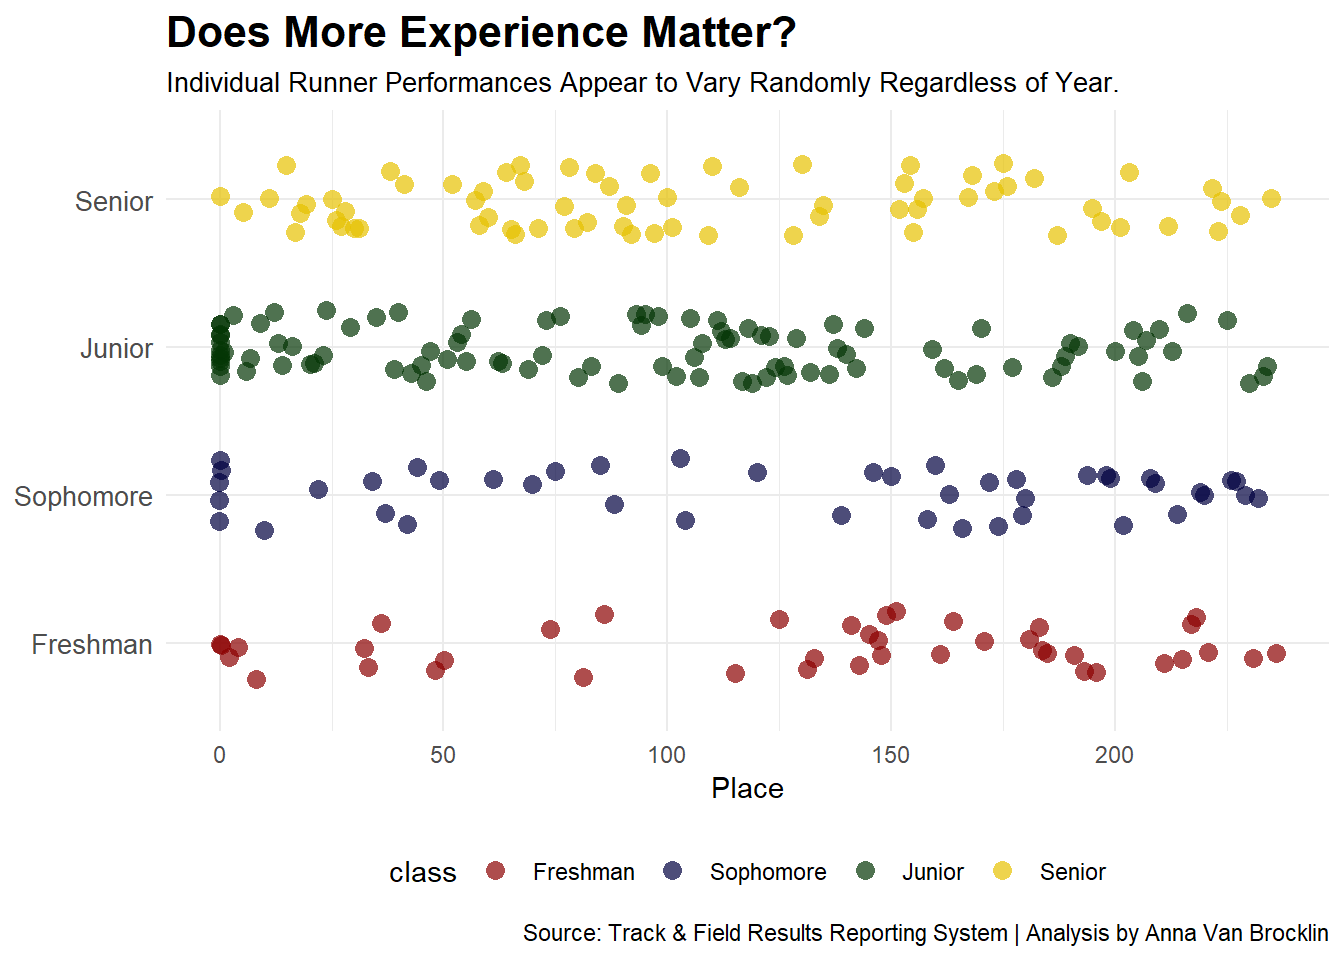 Does More Experience Matter?
Individual Runner Performances Appear to Vary Randomly Regardless of Year.
Senior
Junior
Sophomore
Freshman
0 50 100 150 200
Place
class Freshman Sophomore Junior Senior
Source: Track & Field Results Reporting System | Analysis by Anna Van Brocklin